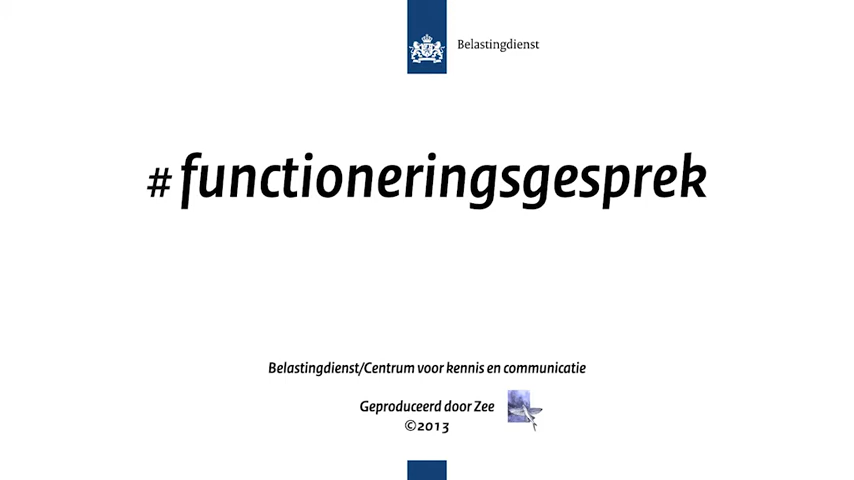 Belastingdienst
#functioneringsgesprek
Belastingdienst/Centrum voor kennis en communicatie
Geproduceerd door Zee
©2013